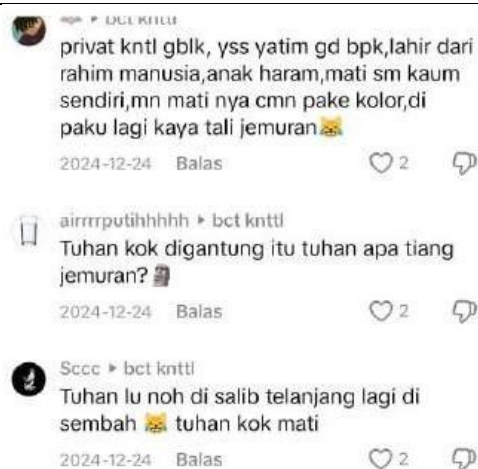 privat kntl gblk, yss yatim gd bpk,lahir dari
rahim manusia,anak haram,mati sm kaum
sendiri,mn mati nya cmn pake kolor,di
paku lagi kaya tali jemuran😹
2024-12-24 Balas 2
airrrrputihhhhh ▸ bct knttl
Tuhan kok digantung itu tuhan apa tiang
jemuran? 🗿
2024-12-24 Balas 2
Sccc ▸ bct knttl
Tuhan lu noh di salib telanjang lagi di
sembah 😹 tuhan kok mati
2024-12-24 Balas 2